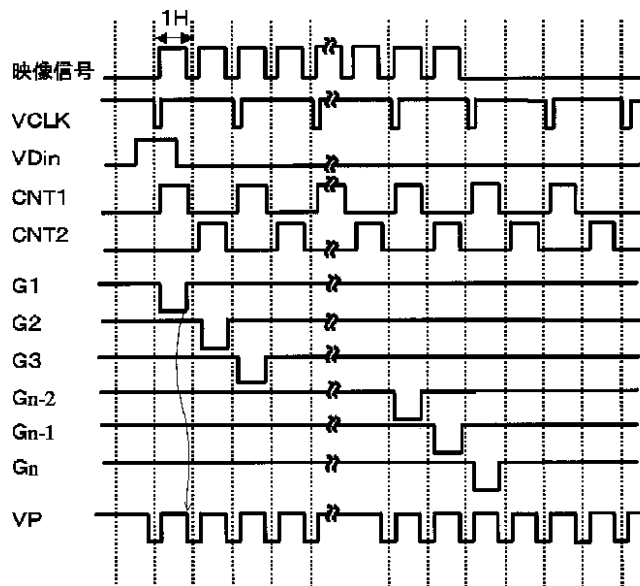 1H
映像信号
VCLK
VDin
CNT1
CNT2
G1
G2
G3
Gn-2
Gn-1
Gn
VP